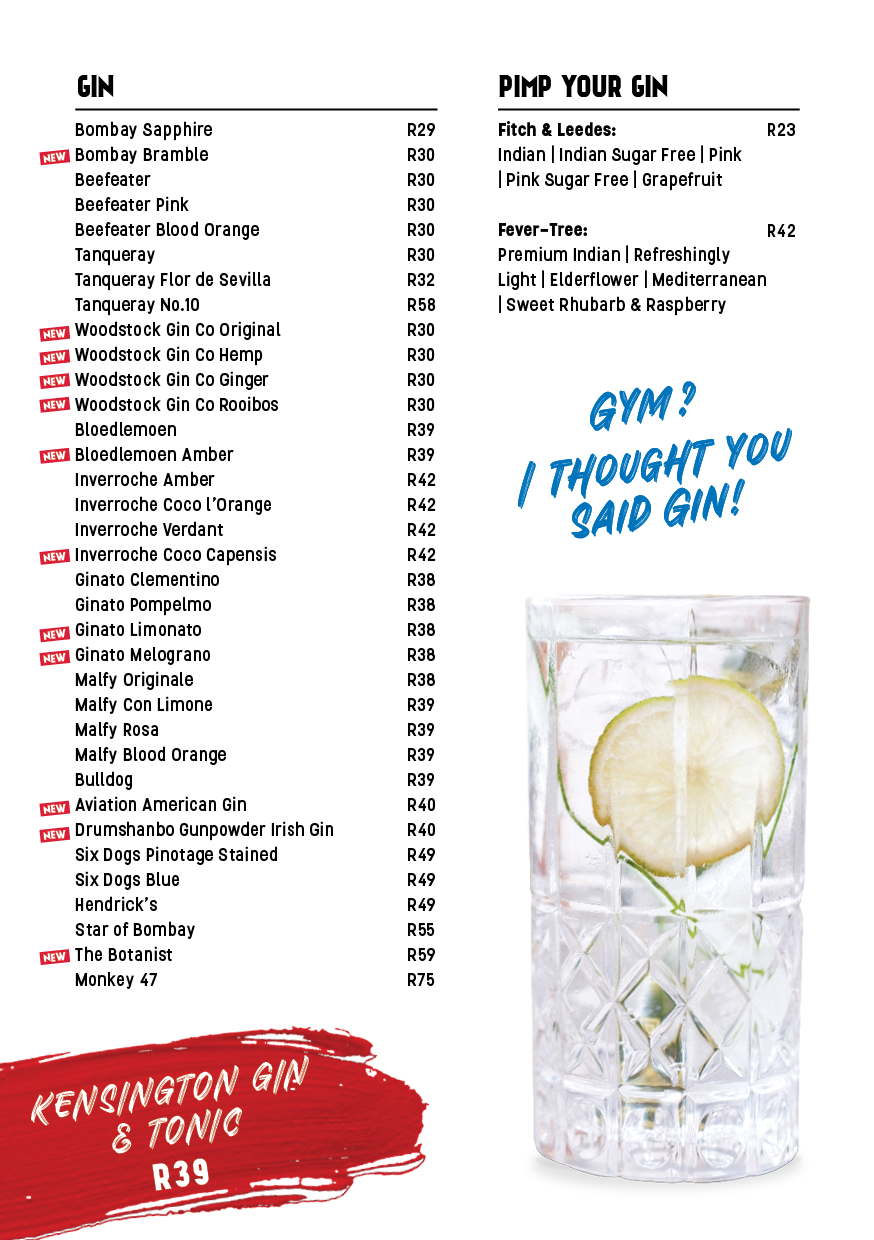 GIN
Bombay Sapphire R29
NEW Bombay Bramble R30
Beefeater R30
Beefeater Pink R30
Beefeater Blood Orange R30
Tanqueray R30
Tanqueray Flor de Sevilla R32
Tanqueray No.10 R58
NEW Woodstock Gin Co Original R30
NEW Woodstock Gin Co Hemp R30
NEW Woodstock Gin Co Ginger R30
NEW Woodstock Gin Co Rooibos R30
Bloedlemoen R39
NEW Bloedlemoen Amber R39
Inverroche Amber R42
Inverroche Coco l'Orange R42
Inverroche Verdant R42
NEW Inverroche Coco Capensis R42
Ginato Clementino R38
Ginato Pompelmo R38
NEW Ginato Limonato R38
NEW Ginato Melograno R38
Malfy Originale R38
Malfy Con Limone R39
Malfy Rosa R39
Malfy Blood Orange R39
Bulldog R39
NEW Aviation American Gin R40
NEW Drumshanbo Gunpowder Irish Gin R40
Six Dogs Pinotage Stained R49
Six Dogs Blue R49
Hendrick's R49
Star of Bombay R55
NEW The Botanist R59
Monkey 47 R75
KENSINGTON GIN
& TONIC
R39
PIMP YOUR GIN
Fitch & Leedes: R23
Indian | Indian Sugar Free | Pink
| Pink Sugar Free | Grapefruit
Fever-Tree: R42
Premium Indian | Refreshingly
Light | Elderflower | Mediterranean
| Sweet Rhubarb & Raspberry
GYM?
I THOUGHT YOU
SAID GIN!